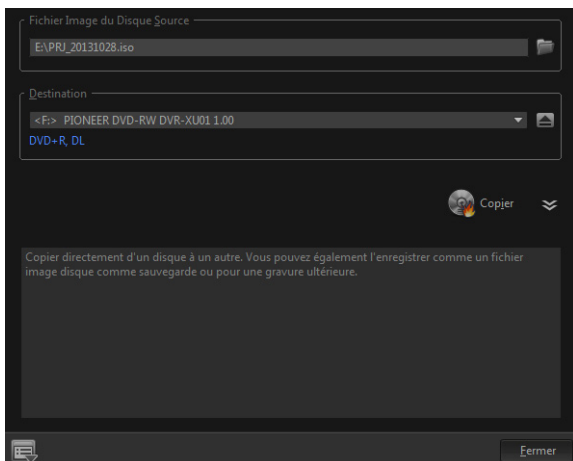 Fichier Image du Disque Source
E:\PRJ_20131028.iso
Destination
<F:> PIONEER DVD-RW DVR-XU01 1.00
DVD+R, DL
Copier
Copier directement d'un disque à un autre. Vous pouvez également l'enregistrer comme un fichier
image disque comme sauvegarde ou pour une gravure ultérieure.
Fermer